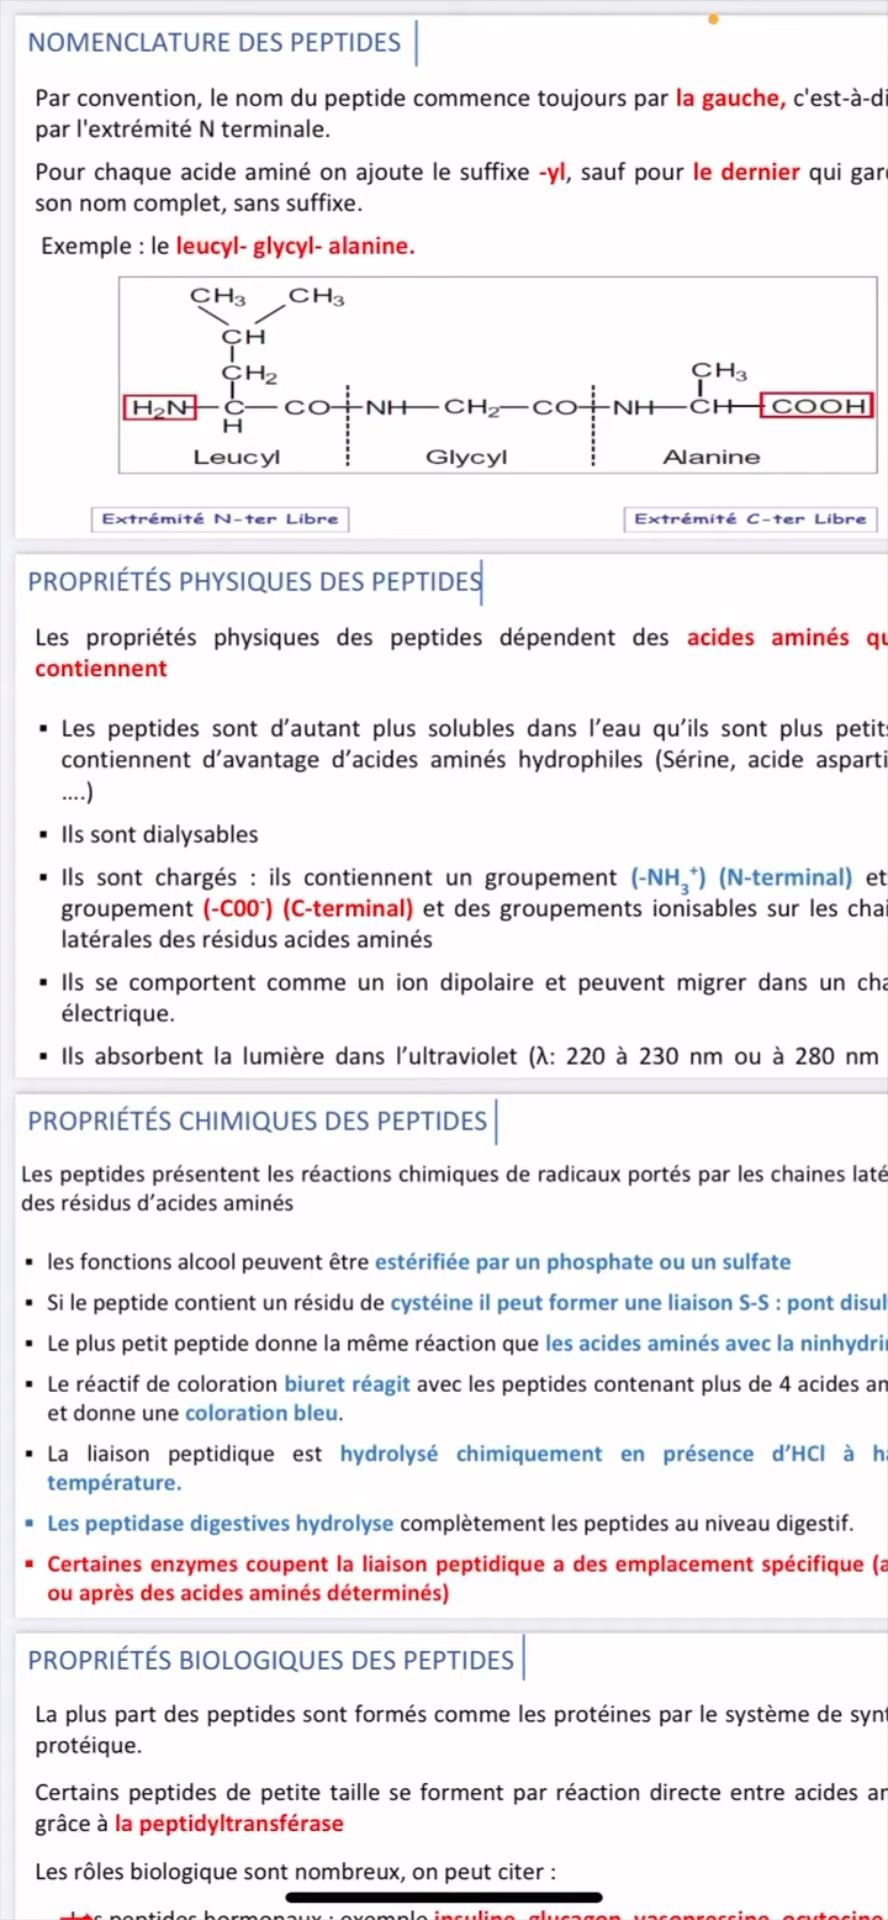 NOMENCLATURE DES PEPTIDES
Par convention, le nom du peptide commence toujours par la gauche, c'est-à-di
par l'extrémité N terminale.
Pour chaque acide aminé on ajoute le suffixe -yl, sauf pour le dernier qui gar
son nom complet, sans suffixe.
Exemple : le leucyl- glycyl- alanine.
CH3 CH3
CH
CH2 CH3
H2N C CO NH CH2 CO NH CH COOH
H
Leucyl Glycyl Alanine
Extrémité N-ter Libre Extrémité C-ter Libre
PROPRIÉTÉS PHYSIQUES DES PEPTIDES
Les propriétés physiques des peptides dépendent des acides aminés qu
contiennent
▪ Les peptides sont d'autant plus solubles dans l'eau qu'ils sont plus petits
contiennent d'avantage d'acides aminés hydrophiles (Sérine, acide asparti
....)
▪ Ils sont dialysables
▪ Ils sont chargés : ils contiennent un groupement (-NH3+) (N-terminal) et
groupement (-C00-) (C-terminal) et des groupements ionisables sur les chai
latérales des résidus acides aminés
▪ Ils se comportent comme un ion dipolaire et peuvent migrer dans un cha
électrique.
▪ Ils absorbent la lumière dans l'ultraviolet (λ: 220 à 230 nm ou à 280 nm
PROPRIÉTÉS CHIMIQUES DES PEPTIDES
Les peptides présentent les réactions chimiques de radicaux portés par les chaines laté
des résidus d'acides aminés
▪ les fonctions alcool peuvent être estérifiée par un phosphate ou un sulfate
▪ Si le peptide contient un résidu de cystéine il peut former une liaison S-S : pont disul
▪ Le plus petit peptide donne la même réaction que les acides aminés avec la ninhydri
▪ Le réactif de coloration biuret réagit avec les peptides contenant plus de 4 acides am
et donne une coloration bleu.
▪ La liaison peptidique est hydrolysé chimiquement en présence d'HCl à ha
température.
▪ Les peptidase digestives hydrolyse complètement les peptides au niveau digestif.
▪ Certaines enzymes coupent la liaison peptidique a des emplacement spécifique (a
ou après des acides aminés déterminés)
PROPRIÉTÉS BIOLOGIQUES DES PEPTIDES
La plus part des peptides sont formés comme les protéines par le système de synt
protéique.
Certains peptides de petite taille se forment par réaction directe entre acides am
grâce à la peptidyltransférase
Les rôles biologique sont nombreux, on peut citer :
peptides hormonaux : exemple insuline, glucagon, vasopressine, ocytocine